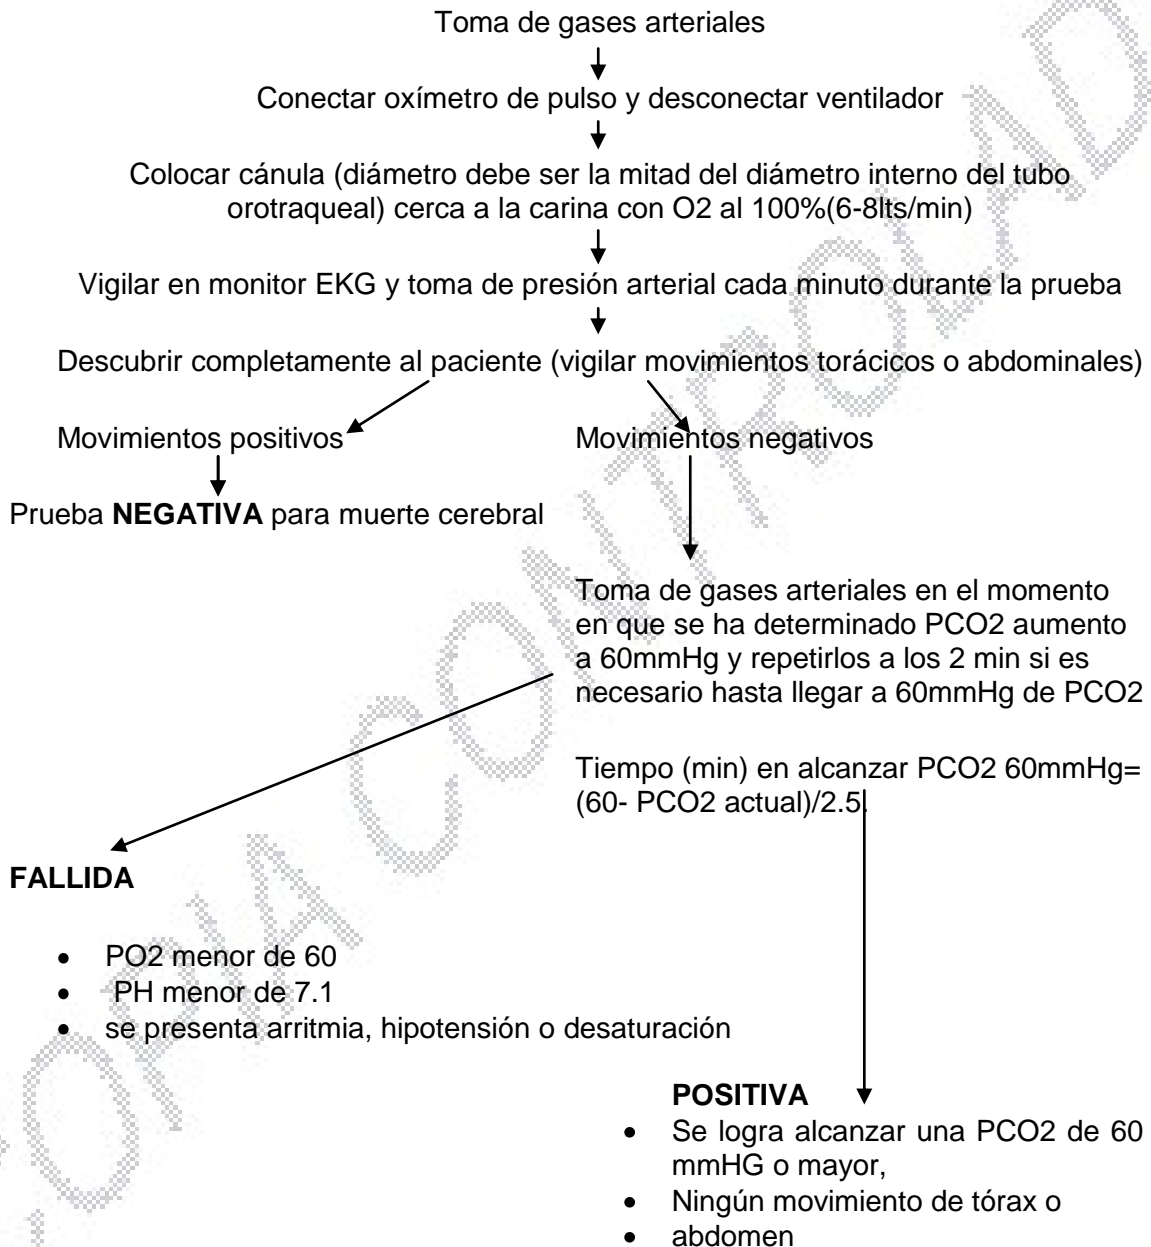 Toma de gases arteriales
Conectar oxímetro de pulso y desconectar ventilador
Colocar cánula (diámetro debe ser la mitad del diámetro interno del tubo
orotraqueal) cerca a la carina con O2 al 100%(6-8lts/min)
Vigilar en monitor EKG y toma de presión arterial cada minuto durante la prueba
Descubrir completamente al paciente (vigilar movimientos torácicos o abdominales)
Movimientos positivos
Movimientos negativos
Prueba NEGATIVA para muerte cerebral
Toma de gases arteriales en el momento
en que se ha determinado PCO2 aumento
a 60mmHg y repetirlos a los 2 min si es
necesario hasta llegar a 60mmHg de PCO2
Tiempo (min) en alcanzar PCO2 60mmHg=
(60- PCO2 actual)/2.5.
FALLIDA
• PO2 menor de 60
• PH menor de 7.1
• se presenta arritmia, hipotensión o desaturación
POSITIVA
• Se logra alcanzar una PCO2 de 60
mmHG o mayor,
• Ningún movimiento de tórax o
• abdomen
COPIA CONTROLAD